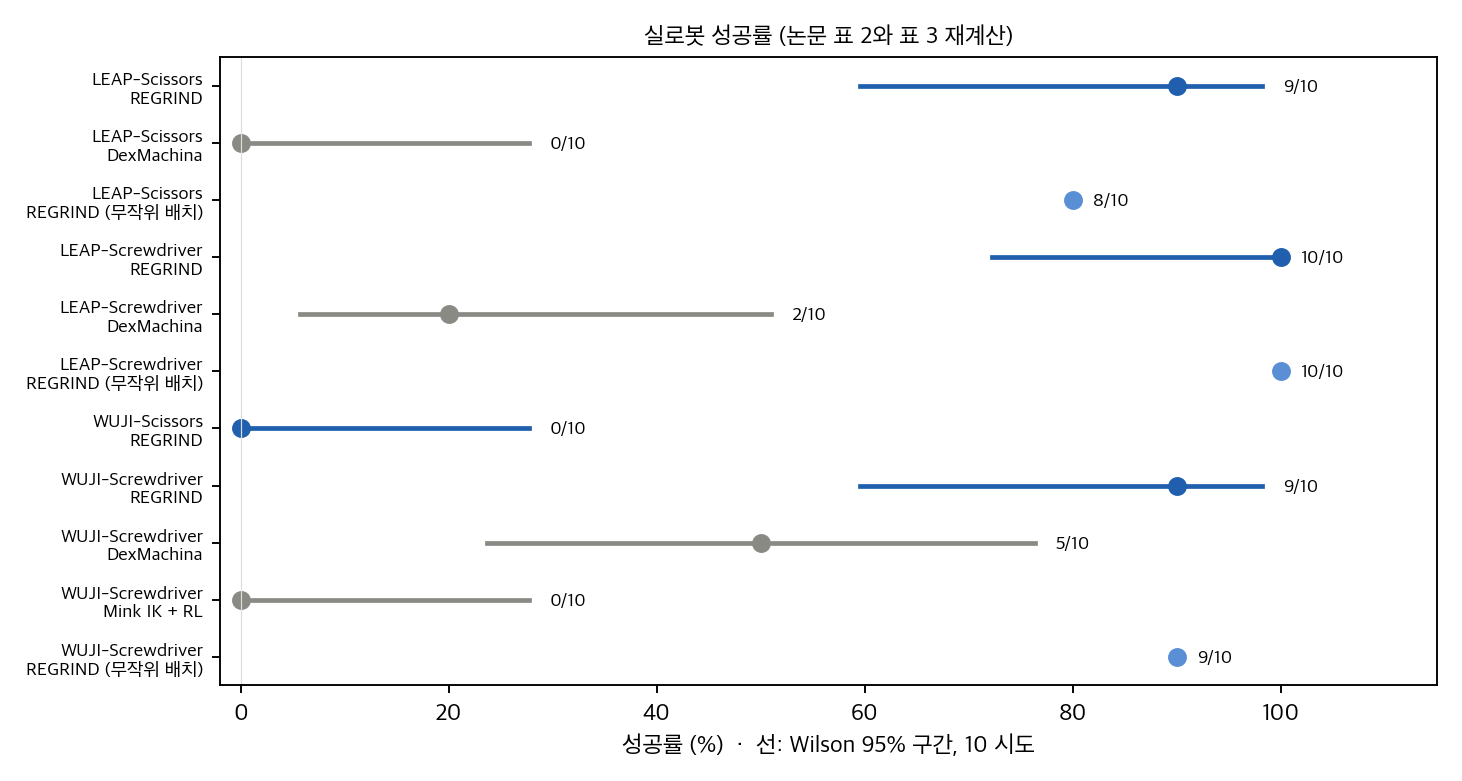 실로봇 성공률 (논문 표 2와 표 3 재계산)
LEAP–Scissors
REGRIND
9/10
LEAP–Scissors
DexMachina
0/10
LEAP–Scissors
REGRIND (무작위 배치)
8/10
LEAP–Screwdriver
REGRIND
10/10
LEAP–Screwdriver
DexMachina
2/10
LEAP–Screwdriver
REGRIND (무작위 배치)
10/10
WUJI–Scissors
REGRIND
0/10
WUJI–Screwdriver
REGRIND
9/10
WUJI–Screwdriver
DexMachina
5/10
WUJI–Screwdriver
Mink IK + RL
0/10
WUJI–Screwdriver
REGRIND (무작위 배치)
9/10
0 20 40 60 80 100
성공률 (%) · 선: Wilson 95% 구간, 10 시도